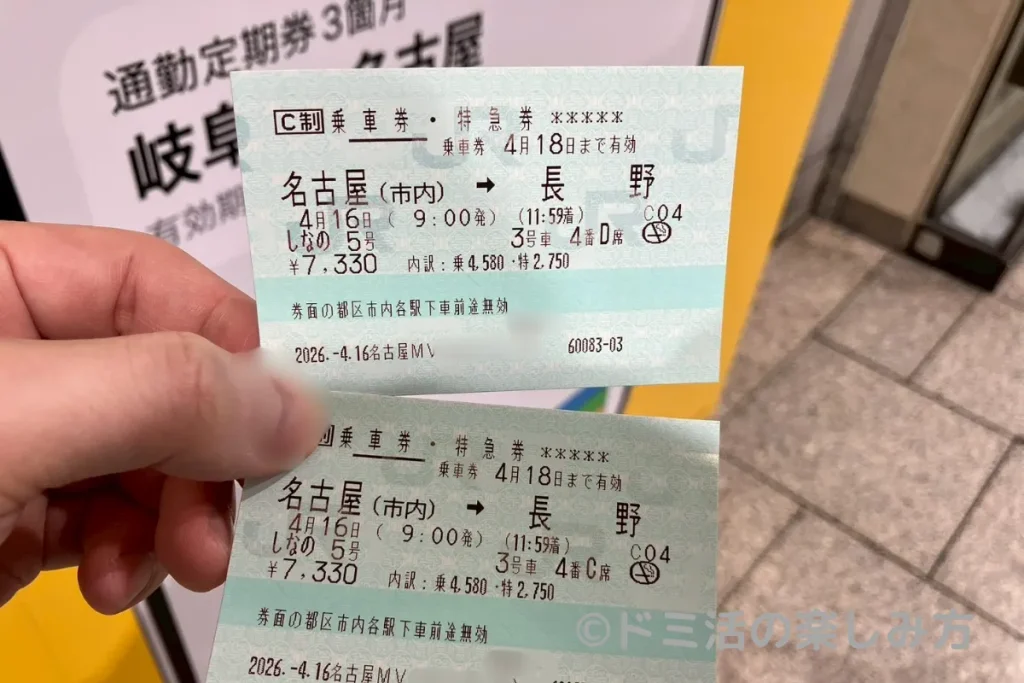 通勤定期券3箇月
岐阜
名古屋
有効期
C制 乗車券・特急券 *****
乗車券 4月18日まで有効
名古屋(市内) ➡ 長野
4月16日 ( 9:00発) (11:59着) C04
しなの 5号 3号車 4番D席
¥7,330 内訳:乗4,580・特2,750
券面の都区市内各駅下車前途無効
2026.-4.16名古屋MV 60083-03
制 乗車券・特急券 *****
乗車券 4月18日まで有効
名古屋(市内) ➡ 長野
4月16日 ( 9:00発) (11:59着) C04
しなの 5号 3号車 4番C席
¥7,330 内訳:乗4,580・特2,750
券面の都区市内各駅下車前途無効
2026.-4.16名古屋MV
©ドミ活の楽しみ方